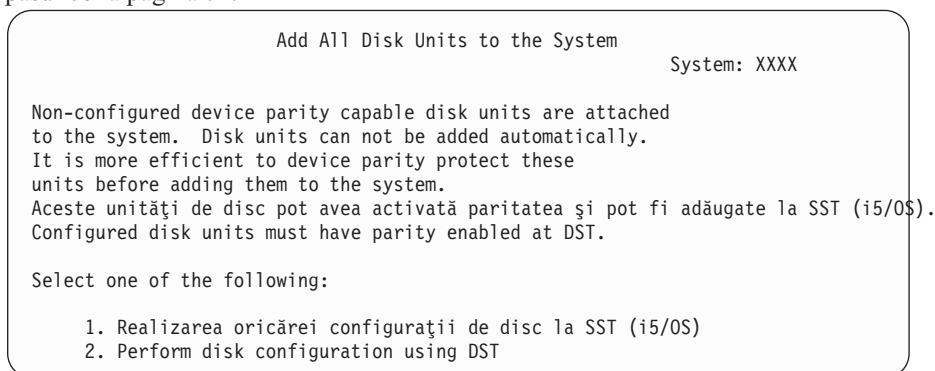 Add All Disk Units to the System
System: XXXX
Non-configured device parity capable disk units are attached
to the system. Disk units can not be added automatically.
It is more efficient to device parity protect these
units before adding them to the system.
Aceste unităţi de disc pot avea activată paritatea şi pot fi adăugate la SST (i5/OS).
Configured disk units must have parity enabled at DST.
Select one of the following:
1. Realizarea oricărei configuraţii de disc la SST (i5/OS)
2. Perform disk configuration using DST